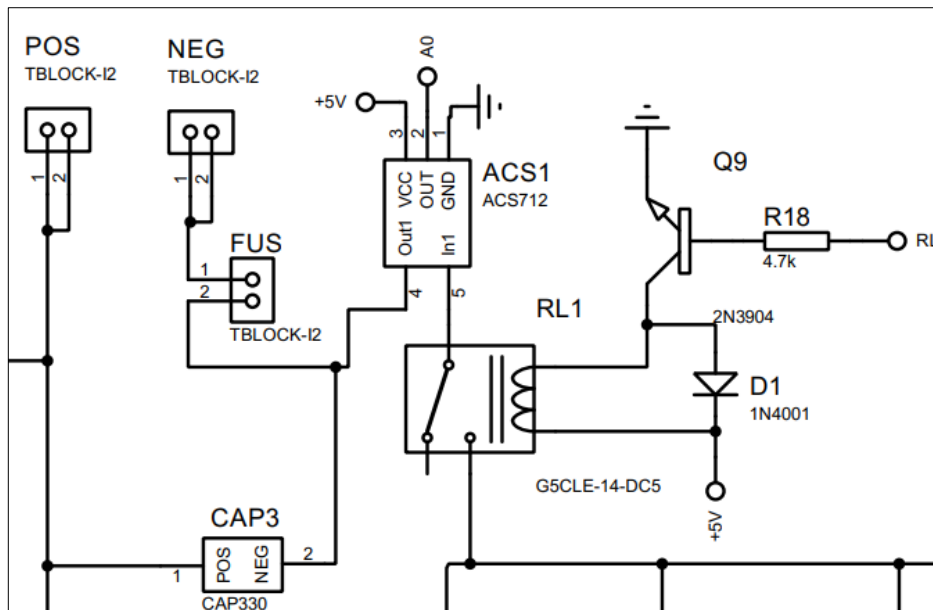 POS
TBLOCK-I2
1
2
NEG
TBLOCK-I2
1
2
FUS
1
2
TBLOCK-I2
+5V
A0
3
2
1
VCC
OUT
GND
Out1
In1
4
5
ACS1
ACS712
Q9
2N3904
R18
4.7k
RL
RL1
G5CLE-14-DC5
D1
1N4001
+5V
CAP3
1
POS
NEG
2
CAP330